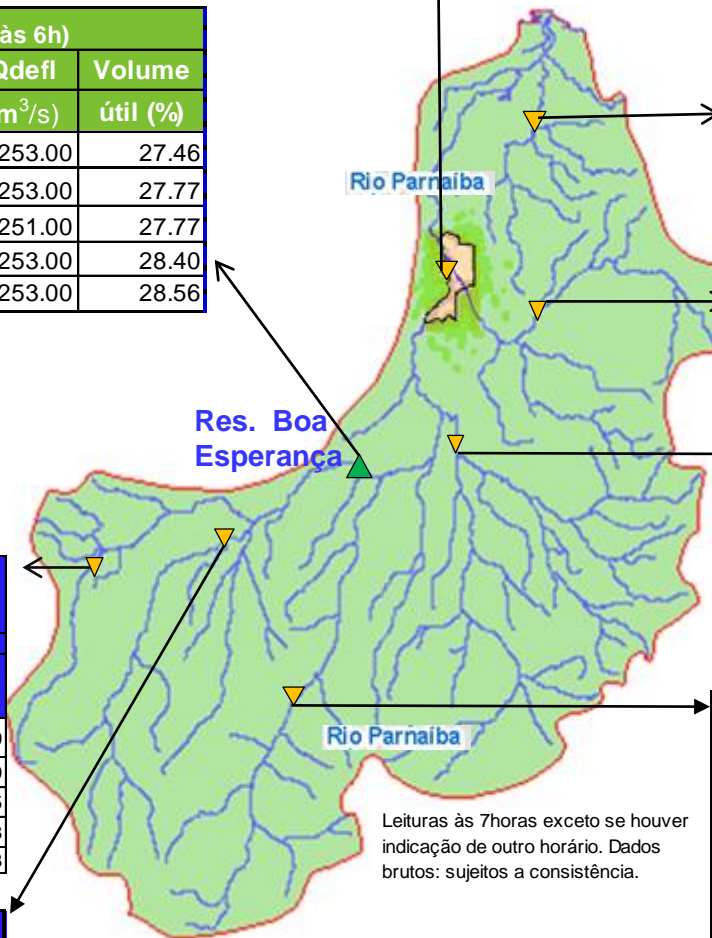 às 6h)
Qdefl Volume
m³/s) útil (%)
253.00 27.46
253.00 27.77
251.00 27.77
253.00 28.40
253.00 28.56
Rio Parnaiba
Res. Boa
Esperança
Rio Parnaiba
Leituras às 7horas exceto se houver
indicação de outro horário. Dados
brutos: sujeitos a consistência.